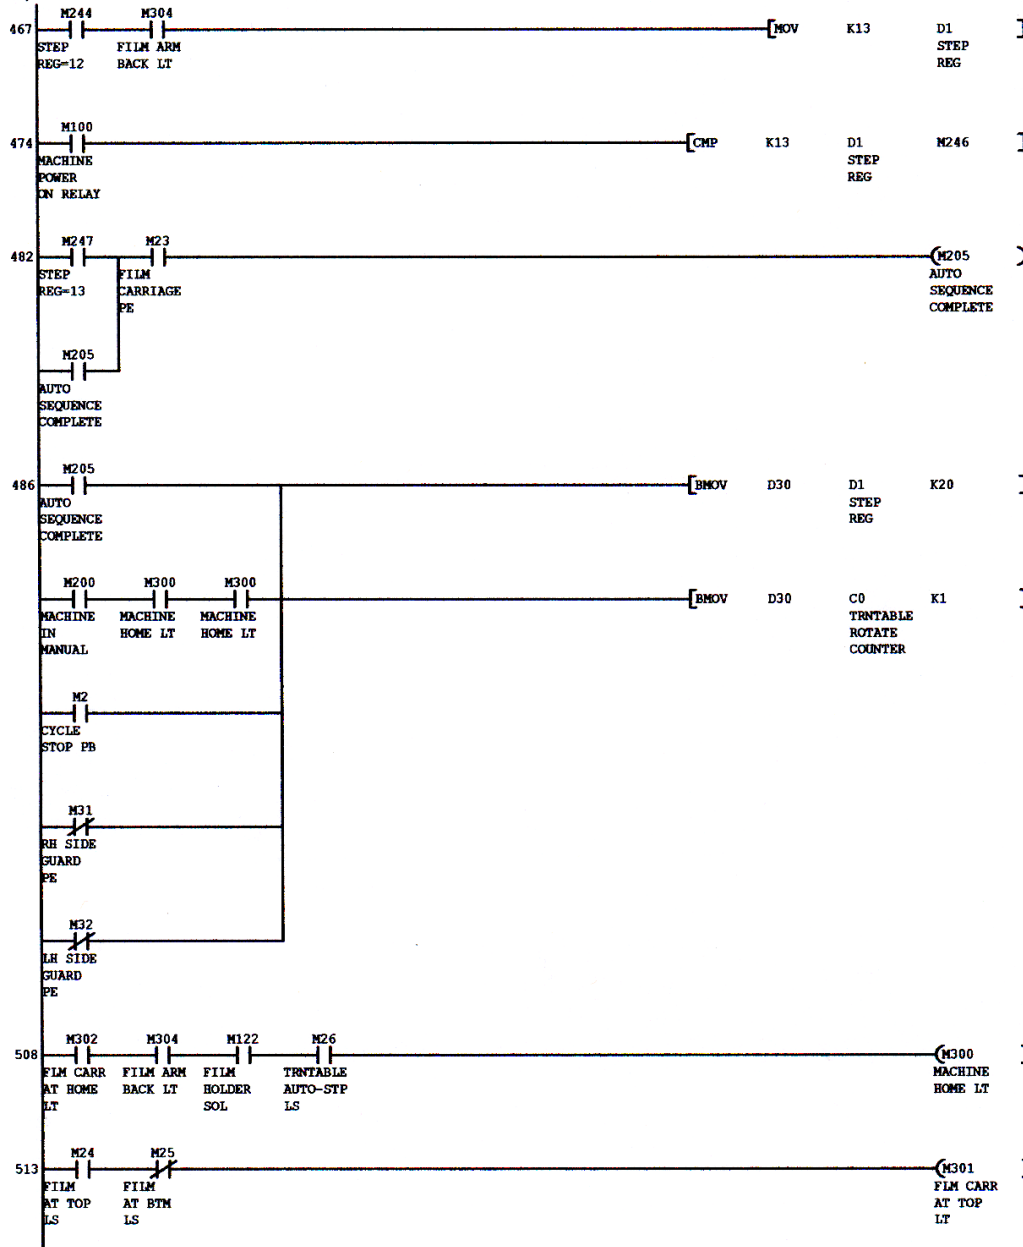 M244 M304
467 [MOV K13 D1 ]
STEP FILM ARM STEP
REG=12 BACK LT REG
M100
474 [CMP K13 D1 M246 ]
MACHINE STEP
POWER REG
ON RELAY
M247 M23
482 (M205 )
STEP FILM AUTO
REG=13 CARRIAGE SEQUENCE
PE COMPLETE
M205
AUTO
SEQUENCE
COMPLETE
M205
486 [BMOV D30 D1 K20 ]
AUTO STEP
SEQUENCE REG
COMPLETE
M200 M300 M300
[BMOV D30 C0 K1 ]
MACHINE MACHINE MACHINE TRNTABLE
IN HOME LT HOME LT ROTATE
MANUAL COUNTER
M2
CYCLE
STOP PB
M31
RH SIDE
GUARD
PE
M32
LH SIDE
GUARD
PE
M302 M304 M122 M26
508 (M300 )
FLM CARR FILM ARM FILM TRNTABLE MACHINE
AT HOME BACK LT HOLDER AUTO-STP HOME LT
LT SOL LS
M24 M25
513 (M301 )
FILM FILM FLM CARR
AT TOP AT BTM AT TOP
LS LS LT